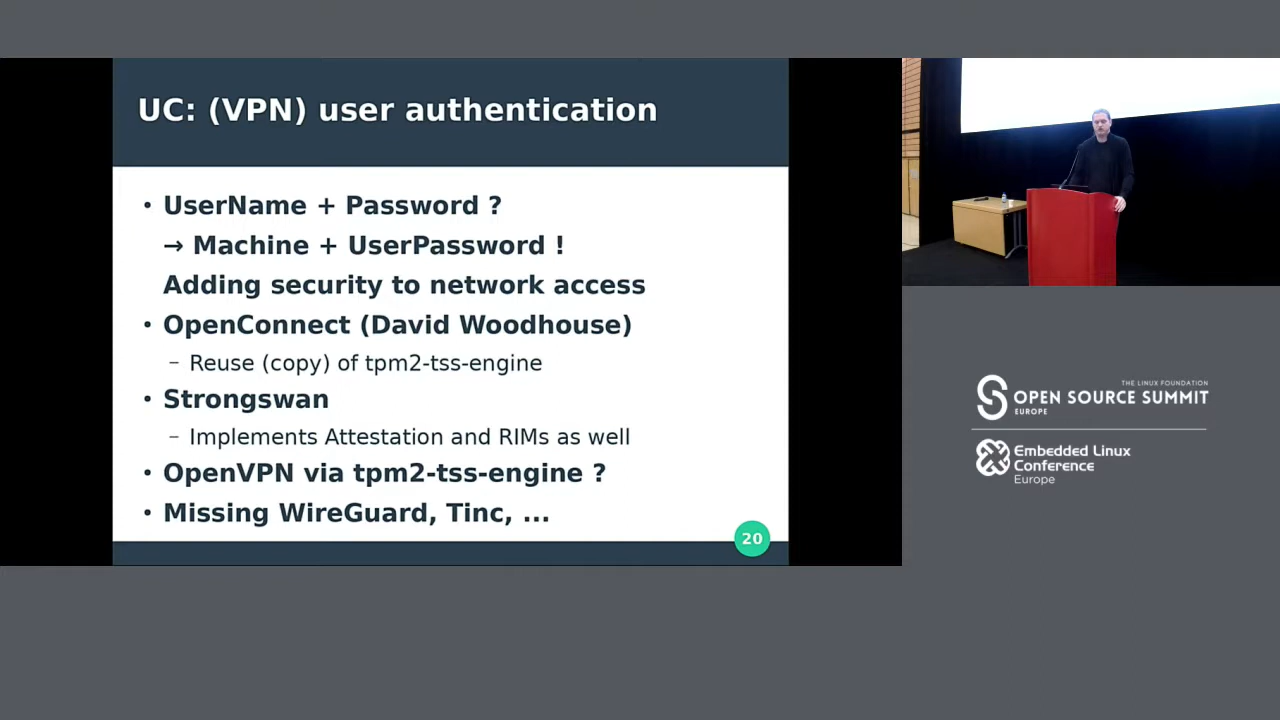 UC: (VPN) user authentication
• UserName + Password ?
→ Machine + UserPassword !
Adding security to network access
• OpenConnect (David Woodhouse)
– Reuse (copy) of tpm2-tss-engine
• Strongswan
– Implements Attestation and RIMs as well
• OpenVPN via tpm2-tss-engine ?
• Missing WireGuard, Tinc, ...
20
THE LINUX FOUNDATION
OPEN SOURCE SUMMIT
EUROPE
Embedded Linux
Conference
Europe